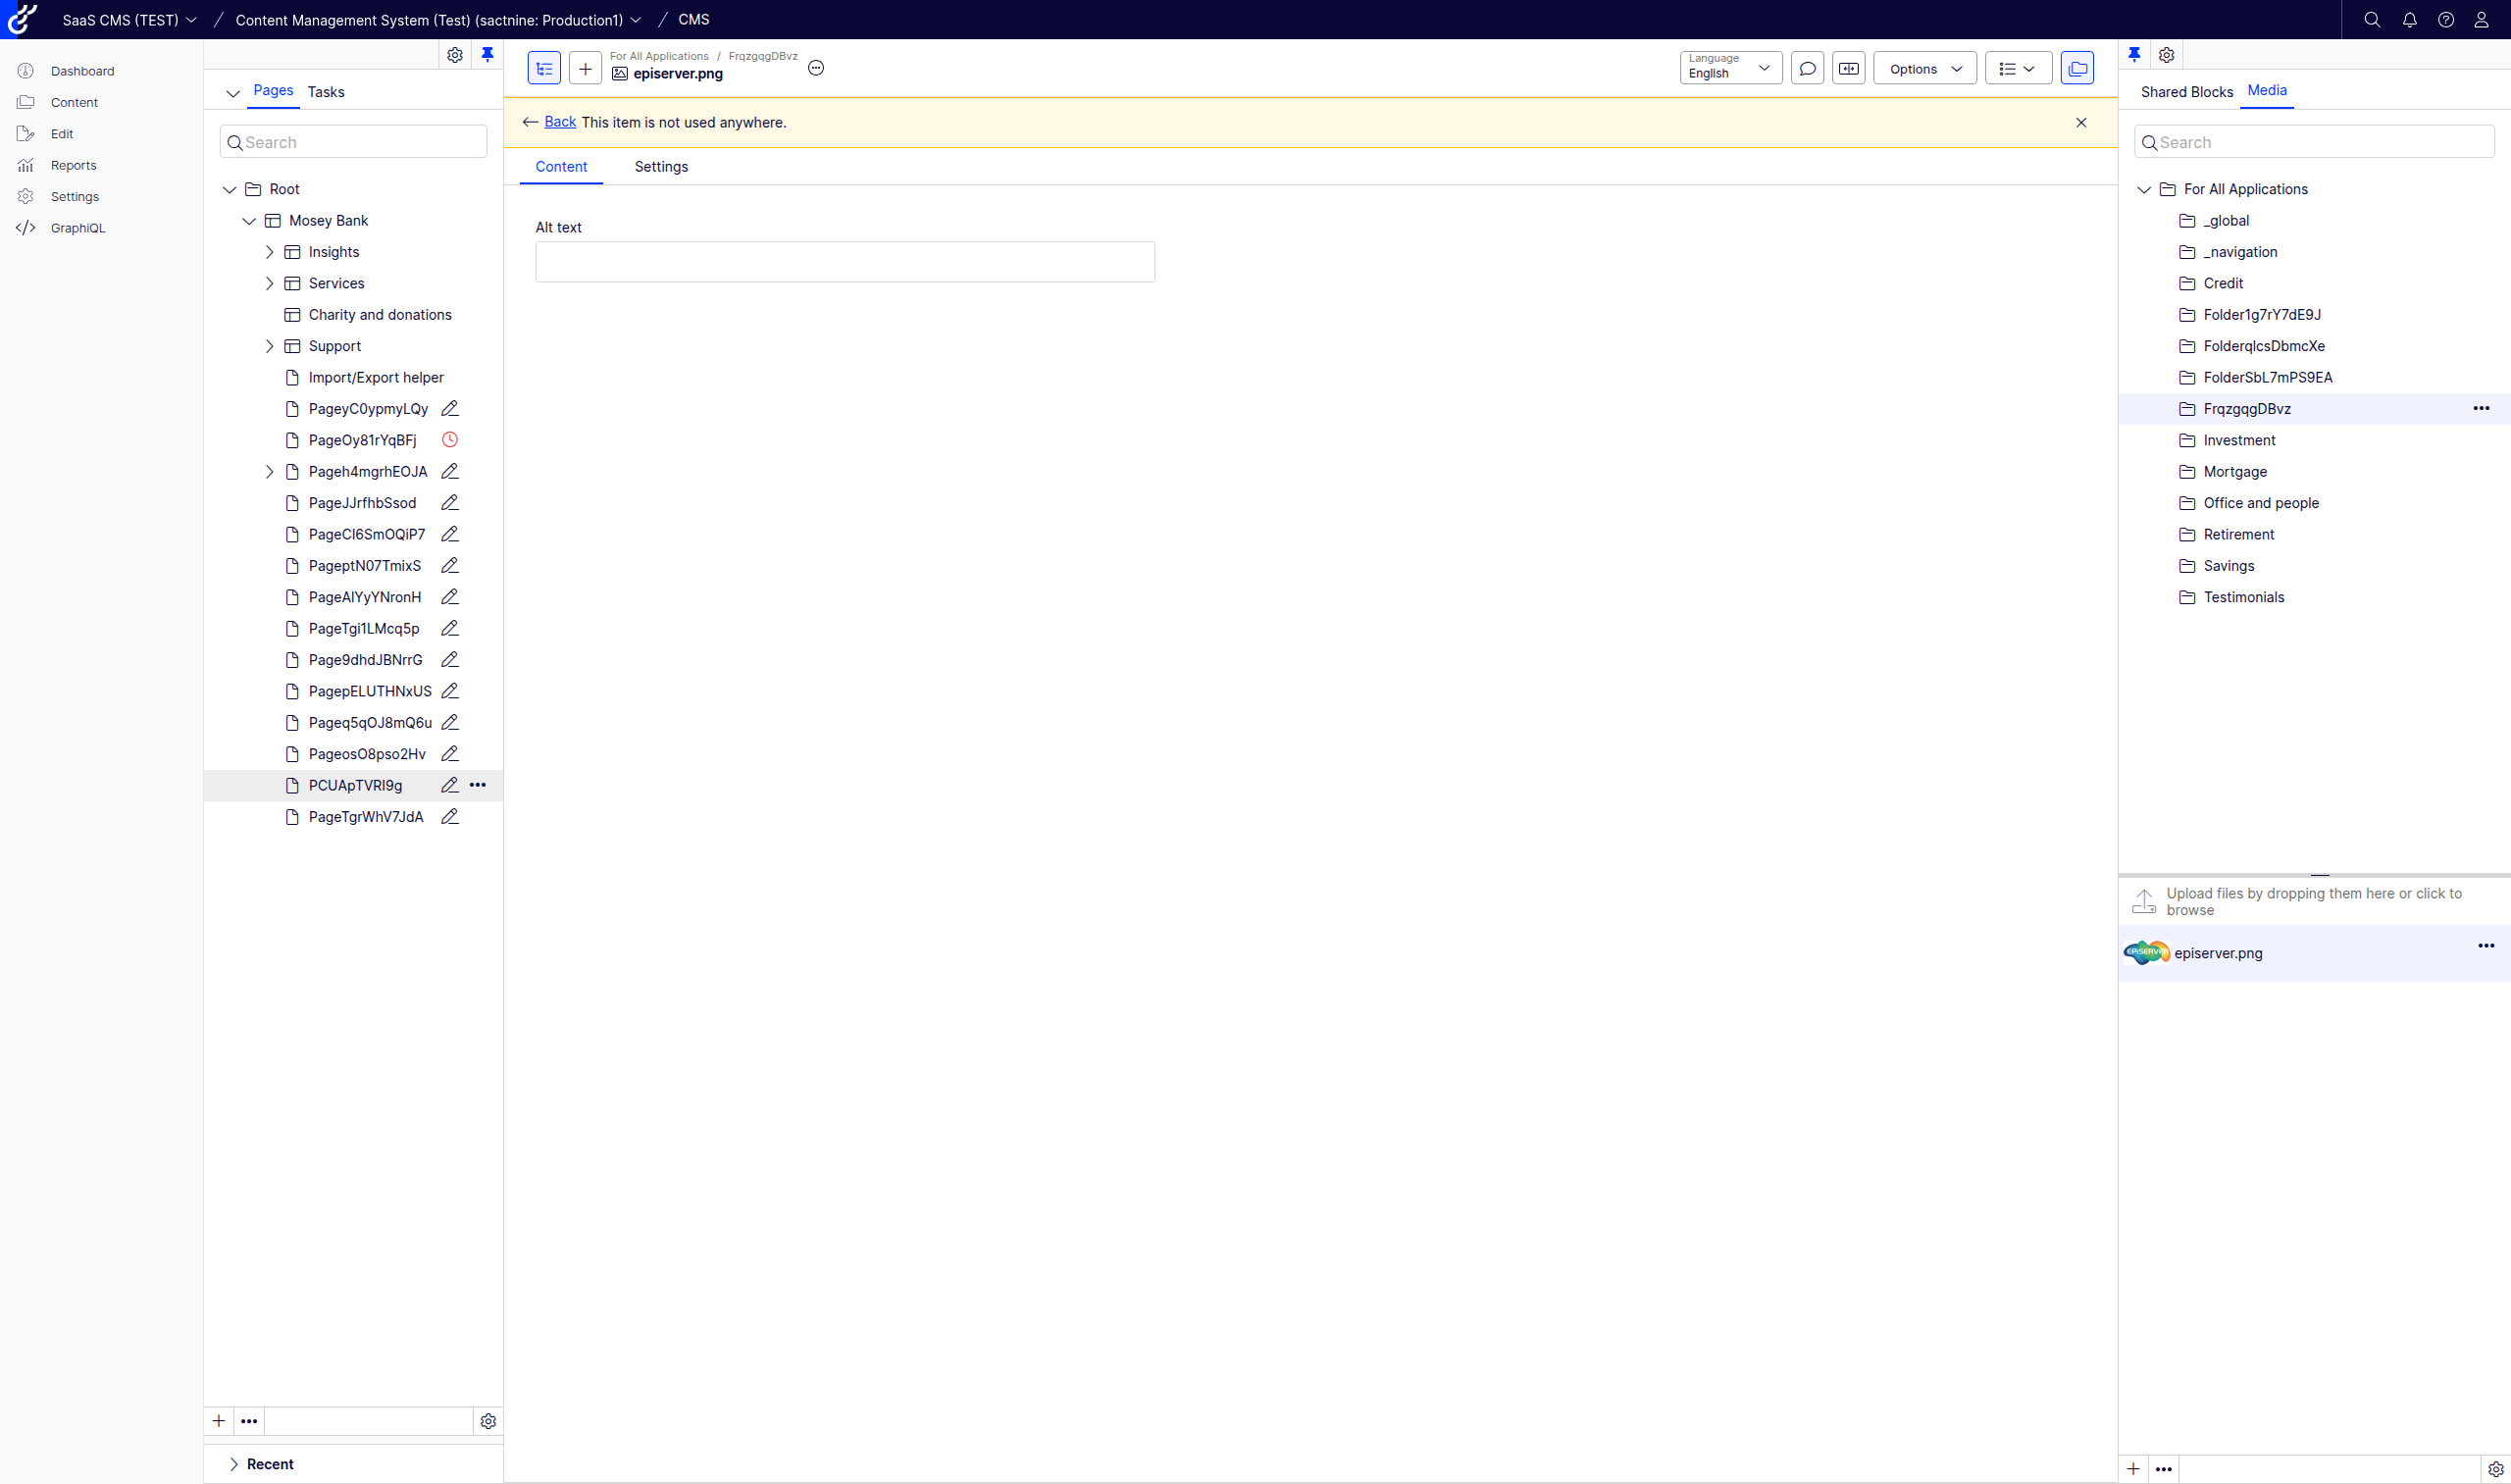 SaaS CMS (TEST) / Content Management System (Test) (sactnine: Production1) / CMS
Dashboard
Content
Edit
Reports
Settings
GraphiQL
Pages Tasks
Search
Root
Mosey Bank
Insights
Services
Charity and donations
Support
Import/Export helper
PageyC0ypmyLQy
PageOy81rYqBFj
Pageh4mgrhEOJA
PageJJrfhbSsod
PageCl6SmOQiP7
PageptN07TmixS
PageAlYyYNronH
PageTgi1LMcq5p
Page9dhdJBNrrG
PagepELUTHNxUS
Pageq5qOJ8mQ6u
PageosO8pso2Hv
PCUApTVRl9g
PageTgrWhV7JdA
Recent
For All Applications / FrqzgqgDBvz
episerver.png
Language
English
Options
Back This item is not used anywhere.
Content Settings
Alt text
Shared Blocks Media
Search
For All Applications
_global
_navigation
Credit
Folder1g7rY7dE9J
FolderqlcsDbmcXe
FolderSbL7mPS9EA
FrqzgqgDBvz
Investment
Mortgage
Office and people
Retirement
Savings
Testimonials
Upload files by dropping them here or click to
browse
EPISERVER
episerver.png